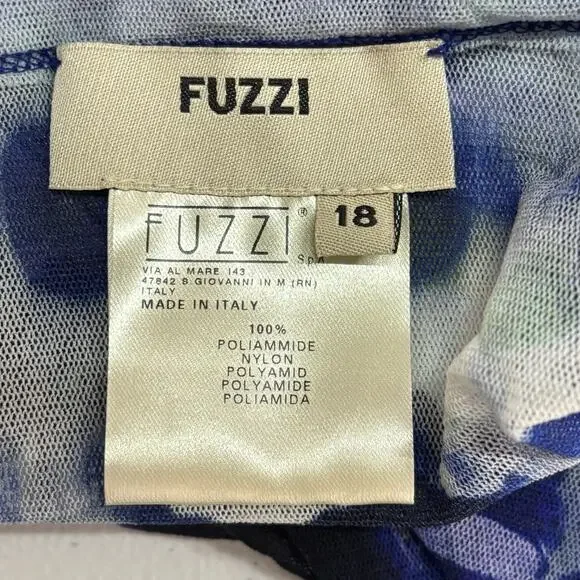 FUZZI
FUZZI®
SpA
18
VIA AL MARE 143
47842 S.GIOVANNI IN M (RN)
ITALY
MADE IN ITALY
100%
POLIAMMIDE
NYLON
POLYAMID
POLYAMIDE
POLIAMIDA